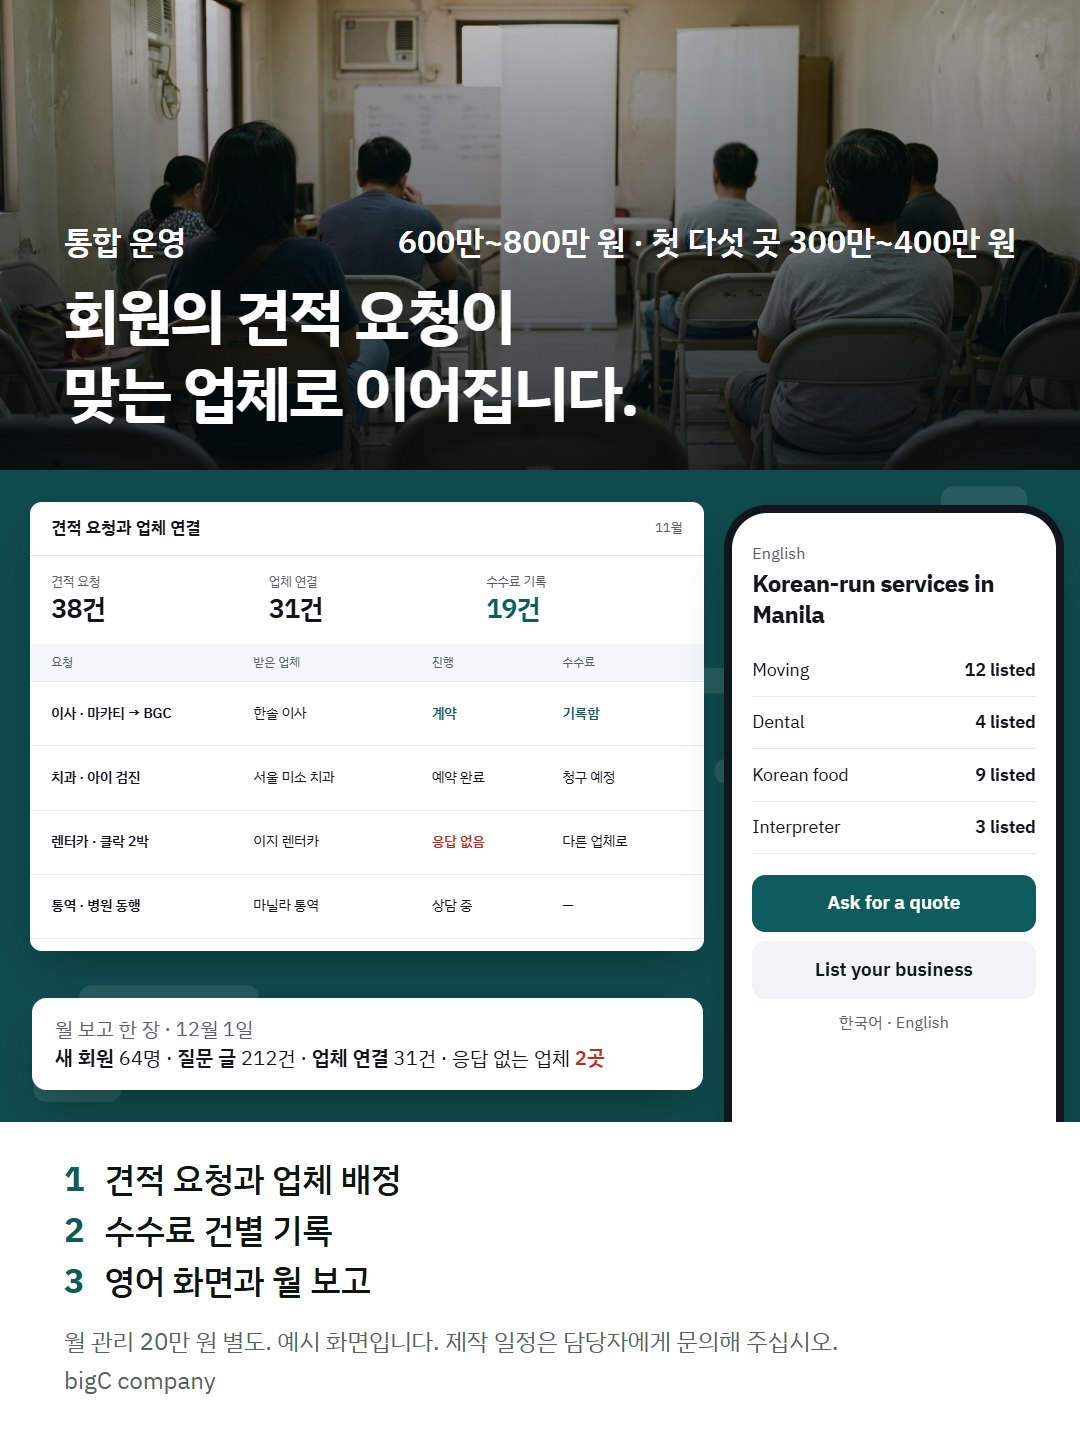 통합 운영
600만~800만 원 · 첫 다섯 곳 300만~400만 원
회원의 견적 요청이
맞는 업체로 이어집니다.
견적 요청과 업체 연결 11월
견적 요청 업체 연결 수수료 기록
38건 31건 19건
요청 받은 업체 진행 수수료
이사 · 마카티 → BGC 한솔 이사 계약 기록함
치과 · 아이 검진 서울 미소 치과 예약 완료 청구 예정
렌터카 · 클락 2박 이지 렌터카 응답 없음 다른 업체로
통역 · 병원 동행 마닐라 통역 상담 중 —
월 보고 한 장 · 12월 1일
새 회원 64명 · 질문 글 212건 · 업체 연결 31건 · 응답 없는 업체 2곳
English
Korean-run services in
Manila
Moving 12 listed
Dental 4 listed
Korean food 9 listed
Interpreter 3 listed
Ask for a quote
List your business
한국어 · English
1 견적 요청과 업체 배정
2 수수료 건별 기록
3 영어 화면과 월 보고
월 관리 20만 원 별도. 예시 화면입니다. 제작 일정은 담당자에게 문의해 주십시오.
bigC company